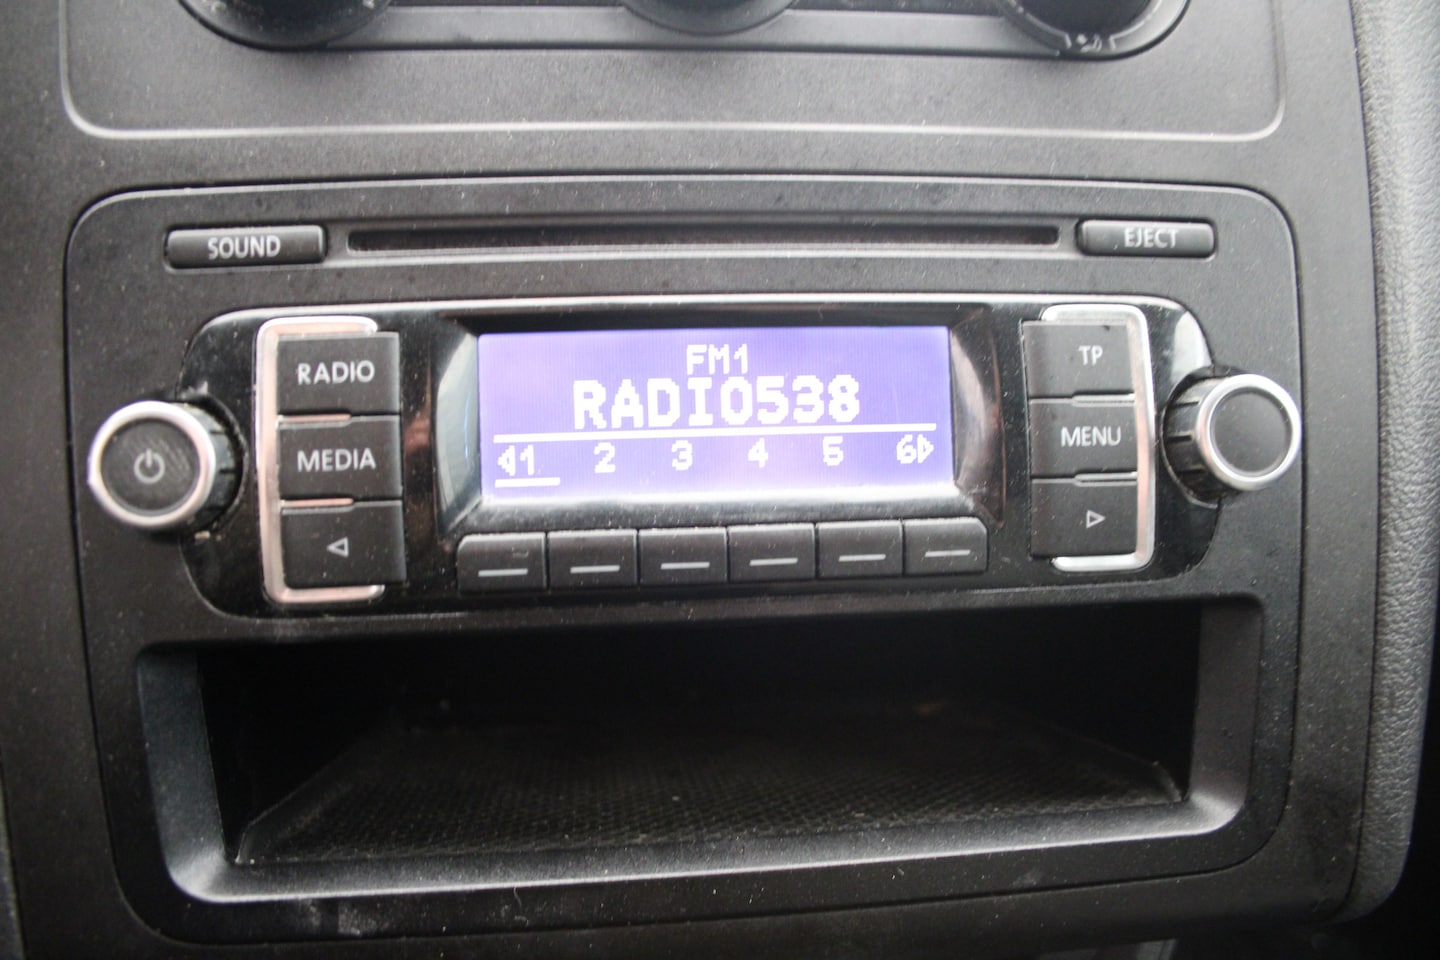 SOUND
EJECT
RADIO
MEDIA
FM1
RADIO538
1 2 3 4 5 6
TP
MENU